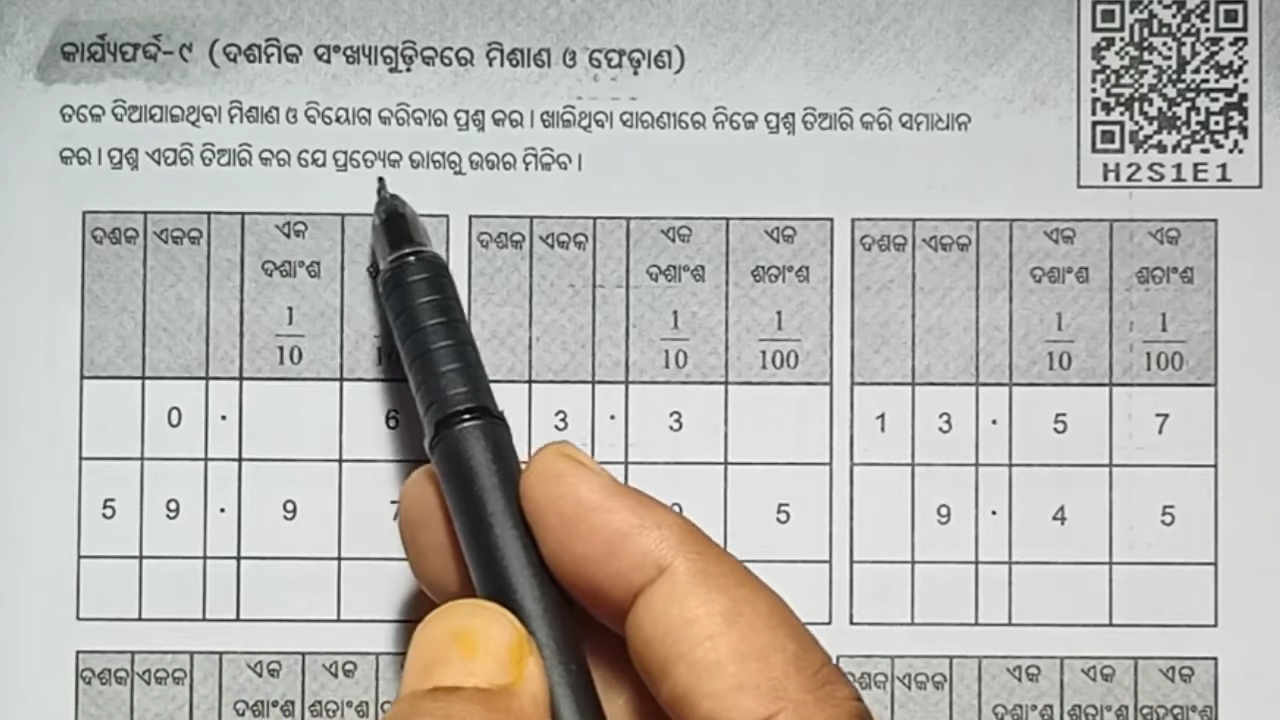 କାର୍ଯ୍ୟଫର୍ଦ୍ଦ-୯ (ଦଶମିକ ସଂଖ୍ୟାଗୁଡ଼ିକରେ ମିଶାଣ ଓ ଫେଡ଼ାଣ)
ତଳେ ଦିଆଯାଇଥିବା ମିଶାଣ ଓ ବିୟୋଗ କରିବାର ପ୍ରଶ୍ନ କର । ଖାଲିଥିବା ସାରଣୀରେ ନିଜେ ପ୍ରଶ୍ନ ତିଆରି କରି ସମାଧାନ
କର । ପ୍ରଶ୍ନ ଏପରି ତିଆରି କର ଯେ ପ୍ରତ୍ୟେକ ଭାଗରୁ ଉତ୍ତର ମିଳିବ ।
H2S1E1
ଦଶକ ଏକକ ଏକ ଦଶକ ଏକକ ଏକ ଏକ ଦଶକ ଏକକ ଏକ ଏକ
ଦଶାଂଶ ଦଶାଂଶ ଶତାଂଶ ଦଶାଂଶ ଶତାଂଶ
1/10 1/10 1/100 1/10 1/100
0 . 6 3 . 3 1 3 . 5 7
5 9 . 9 7 5 9 . 4 5
. .
ଦଶକ ଏକକ ଏକ ଏକ ଏକକ ଏକ ଏକ ଏକ
ଦଶାଂଶ ଶତାଂଶ ଦଶାଂଶ ଶତାଂଶ ସହସ୍ରାଂଶ